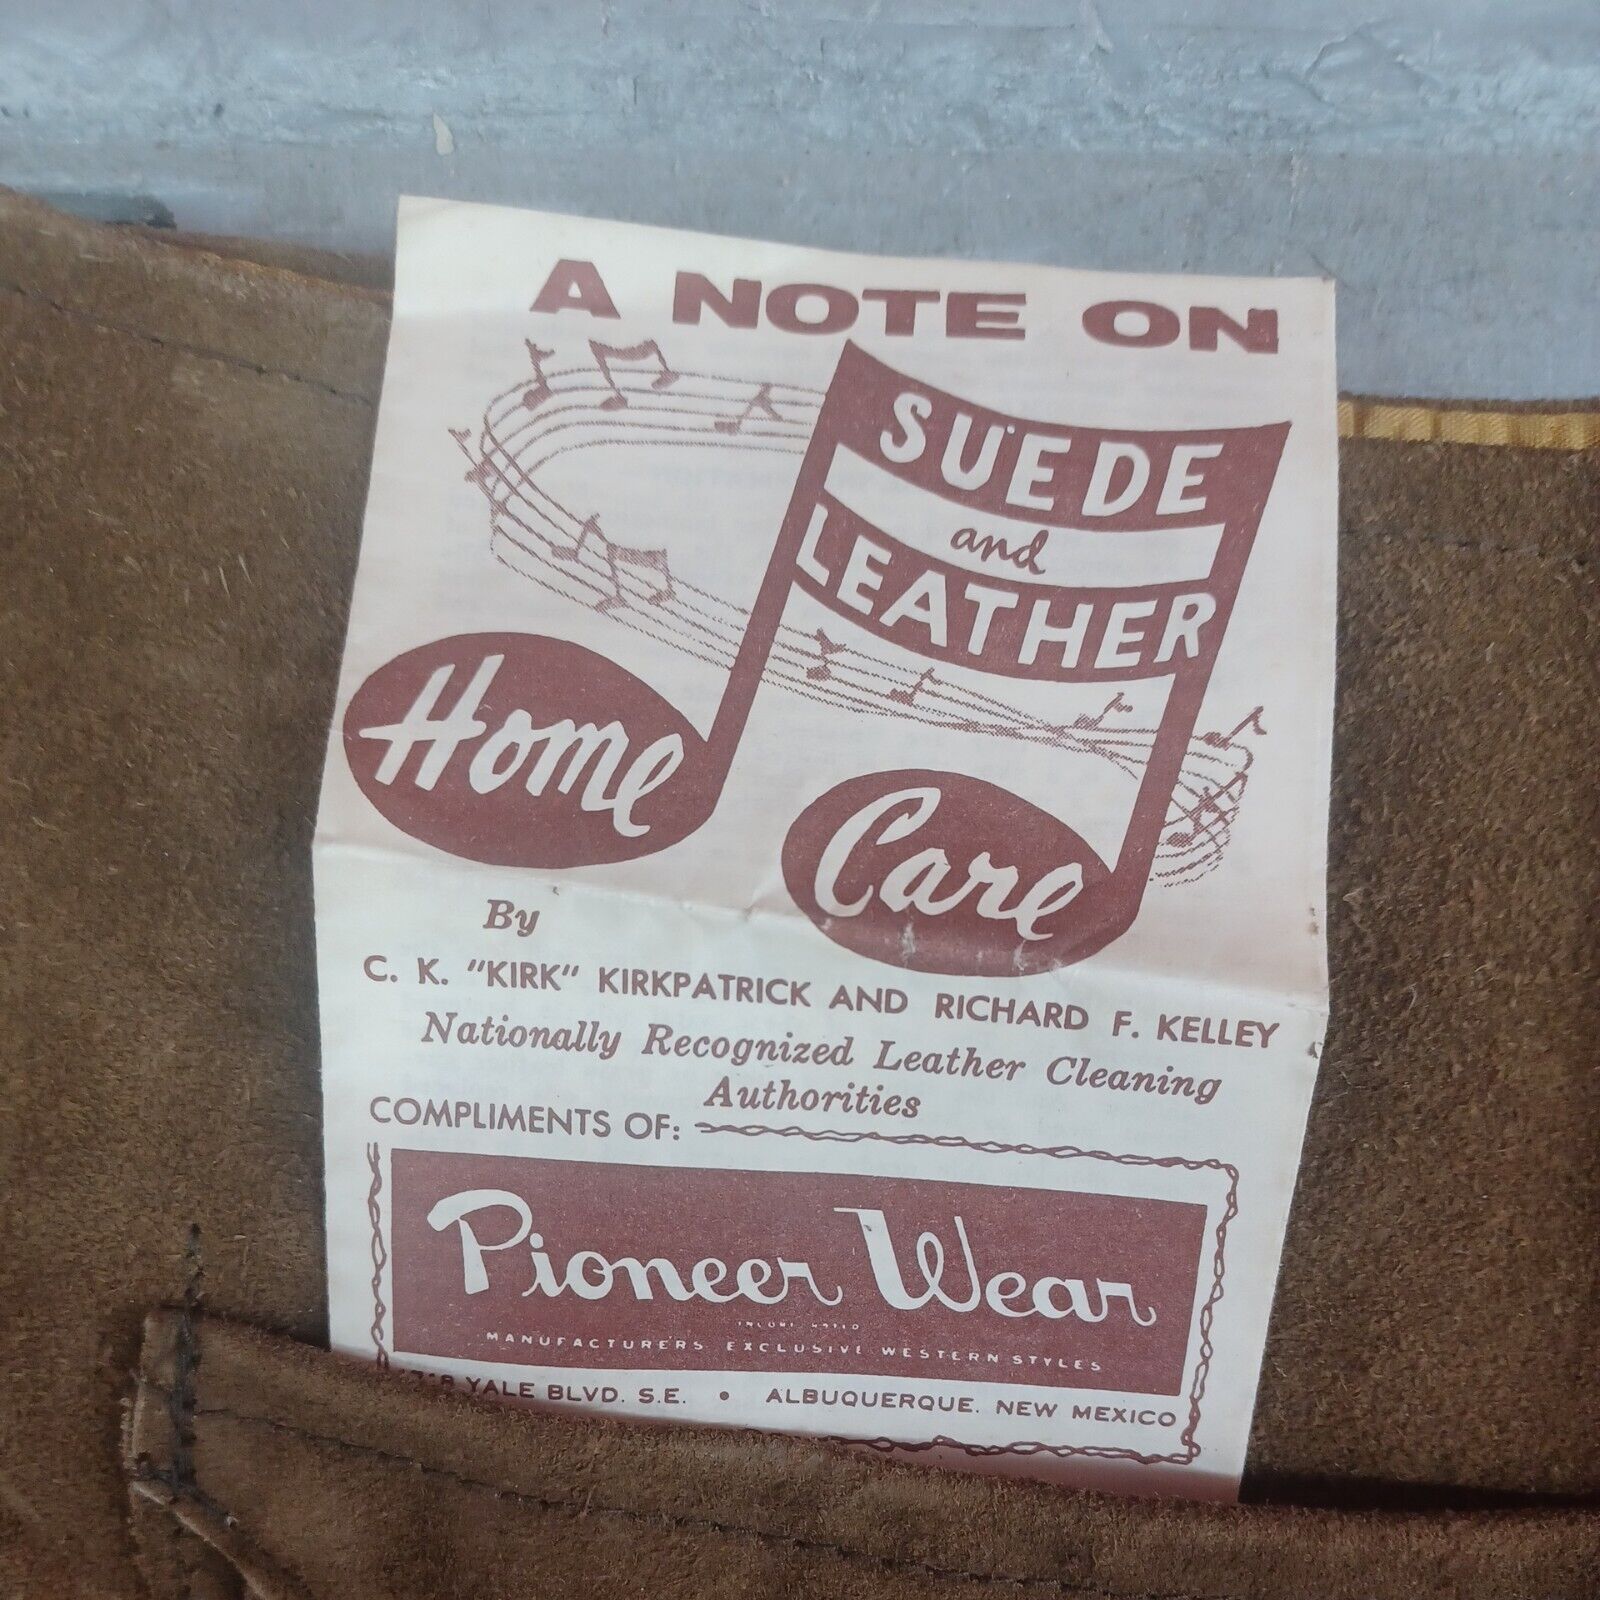 A NOTE ON
SUEDE
and
LEATHER
Home
Care
By
C. K. "KIRK" KIRKPATRICK AND RICHARD F. KELLEY
Nationally Recognized Leather Cleaning
Authorities
COMPLIMENTS OF:
Pioneer Wear
INCORPORATED
MANUFACTURERS EXCLUSIVE WESTERN STYLES
YALE BLVD. S.E. • ALBUQUERQUE, NEW MEXICO